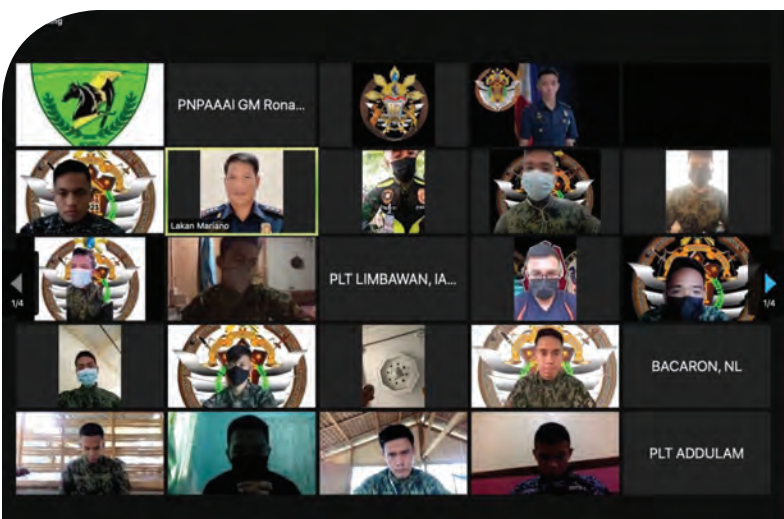 PNPAAAI GM Rona...
Lakan Mariano
PLT LIMBAWAN, IA...
1/4
1/4
BACARON, NL
PLT ADDULAM